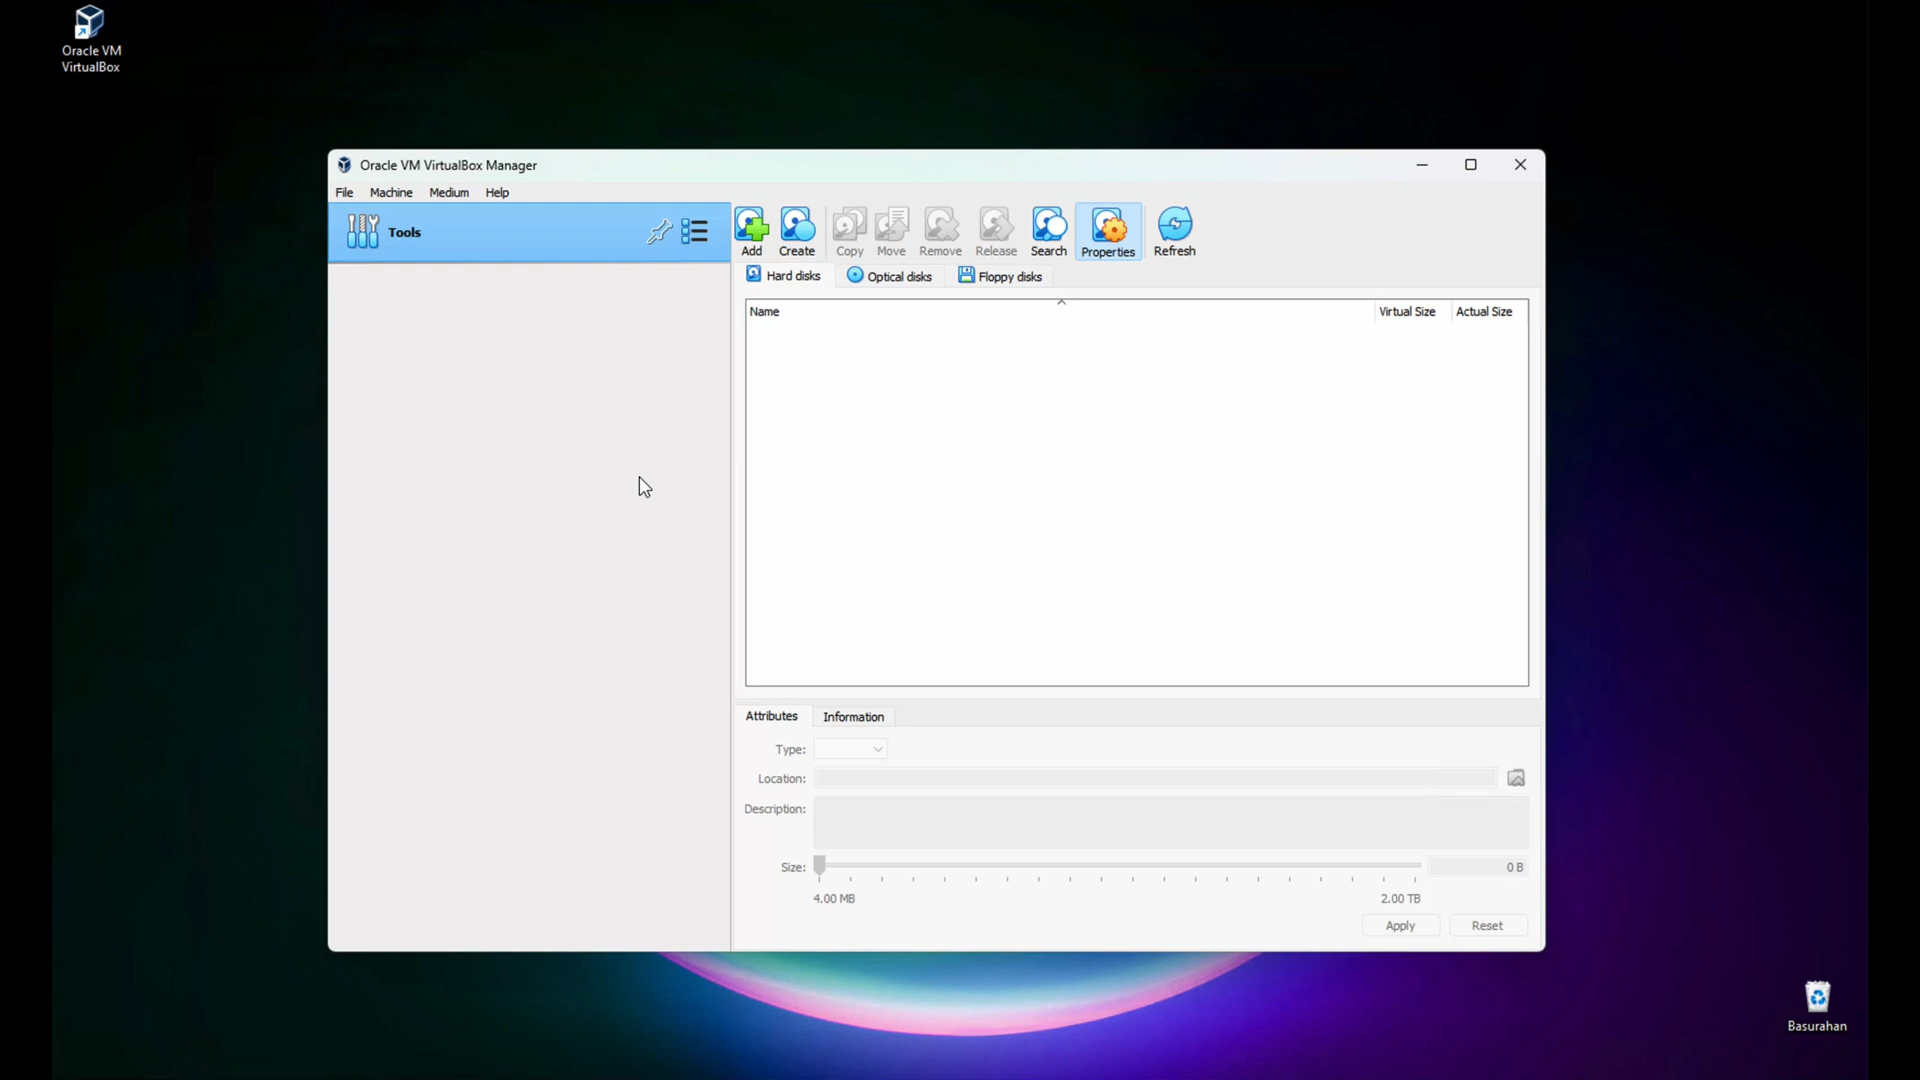 Oracle VM
VirtualBox
Oracle VM VirtualBox Manager
File Machine Medium Help
Tools
Add Create Copy Move Remove Release Search Properties Refresh
Hard disks Optical disks Floppy disks
Name Virtual Size Actual Size
Attributes Information
Type:
Location:
Description:
Size: 0 B
4.00 MB 2.00 TB
Apply Reset
Basurahan